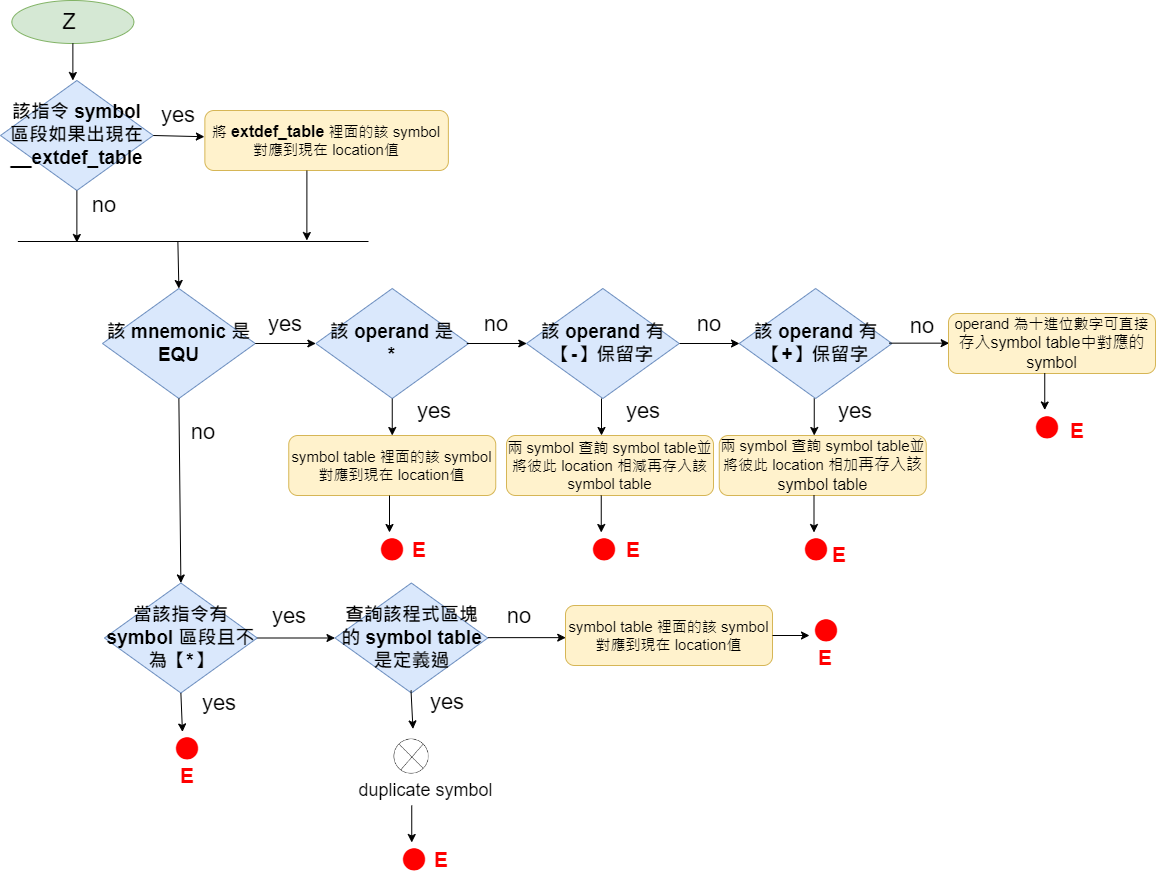 Z
該指令 symbol
區段如果出現在
__extdef_table
yes
將 extdef_table 裡面的該 symbol
對應到現在 location值
no
該 mnemonic 是
EQU
yes
該 operand 是
*
no
該 operand 有
【-】保留字
no
該 operand 有
【+】保留字
no
operand 為十進位數字可直接
存入symbol table中對應的
symbol
E
yes
symbol table 裡面的該 symbol
對應到現在 location值
E
yes
兩 symbol 查詢 symbol table並
將彼此 location 相減再存入該
symbol table
E
yes
兩 symbol 查詢 symbol table並
將彼此 location 相加再存入該
symbol table
E
no
當該指令有
symbol 區段且不
為【*】
yes
查詢該程式區塊
的 symbol table
是定義過
no
symbol table 裡面的該 symbol
對應到現在 location值
E
yes
E
yes
duplicate symbol
E